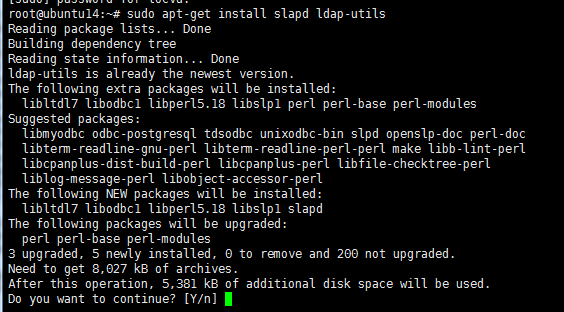 [sudo] password for
root@ubuntu14:~# sudo apt-get install slapd ldap-utils
Reading package lists... Done
Building dependency tree
Reading state information... Done
ldap-utils is already the newest version.
The following extra packages will be installed:
  libltdl7 libodbc1 libperl5.18 libslp1 perl perl-base perl-modules
Suggested packages:
  libmyodbc odbc-postgresql tdsodbc unixodbc-bin slpd openslp-doc perl-doc
  libterm-readline-gnu-perl libterm-readline-perl-perl make libb-lint-perl
  libcpanplus-dist-build-perl libcpanplus-perl libfile-checktree-perl
  liblog-message-perl libobject-accessor-perl
The following NEW packages will be installed:
  libltdl7 libodbc1 libperl5.18 libslp1 slapd
The following packages will be upgraded:
  perl perl-base perl-modules
3 upgraded, 5 newly installed, 0 to remove and 200 not upgraded.
Need to get 8,027 kB of archives.
After this operation, 5,381 kB of additional disk space will be used.
Do you want to continue? [Y/n]